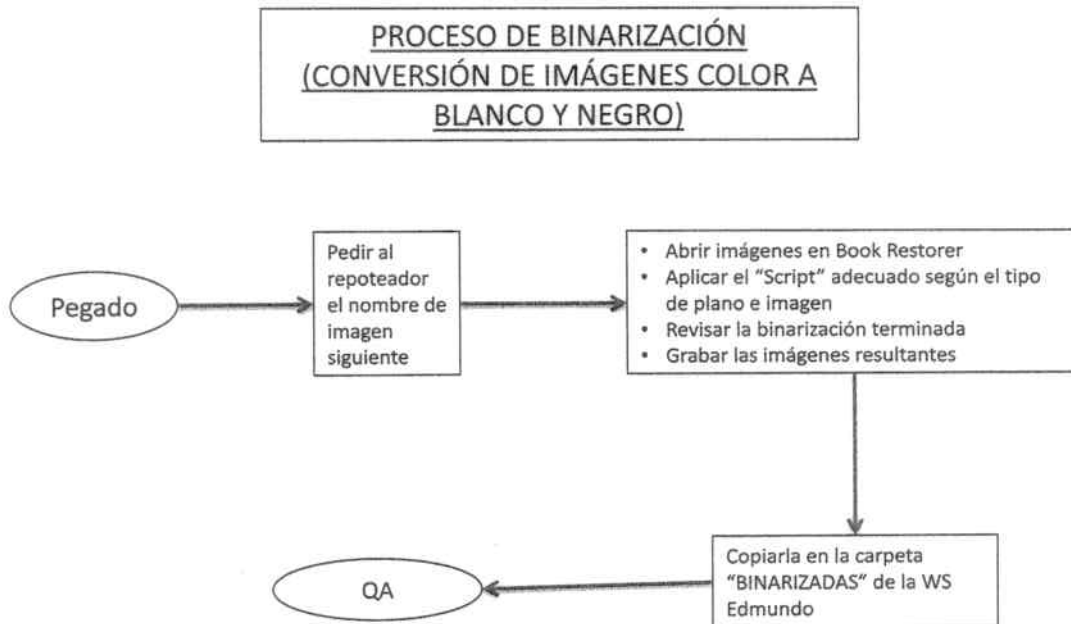 PROCESO DE BINARIZACIÓN
(CONVERSIÓN DE IMÁGENES COLOR A
BLANCO Y NEGRO)
Pegado
Pedir al
repoteador
el nombre de
imagen
siguiente
• Abrir imágenes en Book Restorer
• Aplicar el “Script” adecuado según el tipo
de plano e imagen
• Revisar la binarización terminada
• Grabar las imágenes resultantes
Copiarla en la carpeta
“BINARIZADAS” de la WS
Edmundo
QA